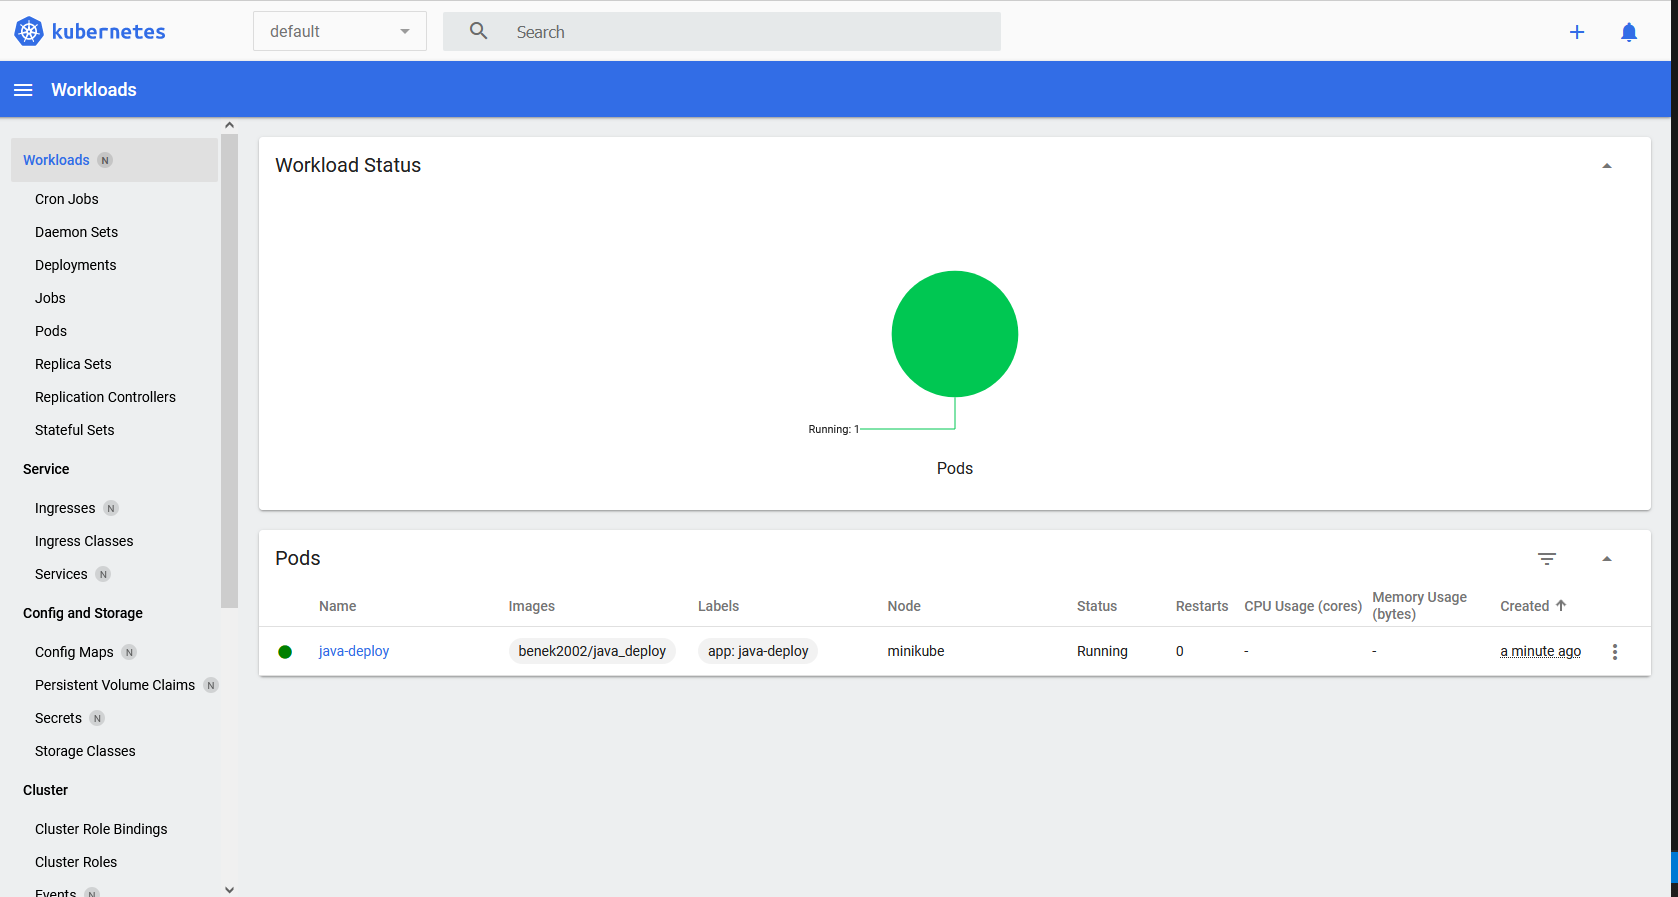 kubernetes
default
Search
Workloads
Workloads N
Cron Jobs
Daemon Sets
Deployments
Jobs
Pods
Replica Sets
Replication Controllers
Stateful Sets
Service
Ingresses N
Ingress Classes
Services N
Config and Storage
Config Maps N
Persistent Volume Claims N
Secrets N
Storage Classes
Cluster
Cluster Role Bindings
Cluster Roles
Events N
Workload Status
Running: 1
Pods
Pods
Name Images Labels Node Status Restarts CPU Usage (cores) Memory Usage (bytes) Created
java-deploy benek2002/java_deploy app: java-deploy minikube Running 0 - - a minute ago